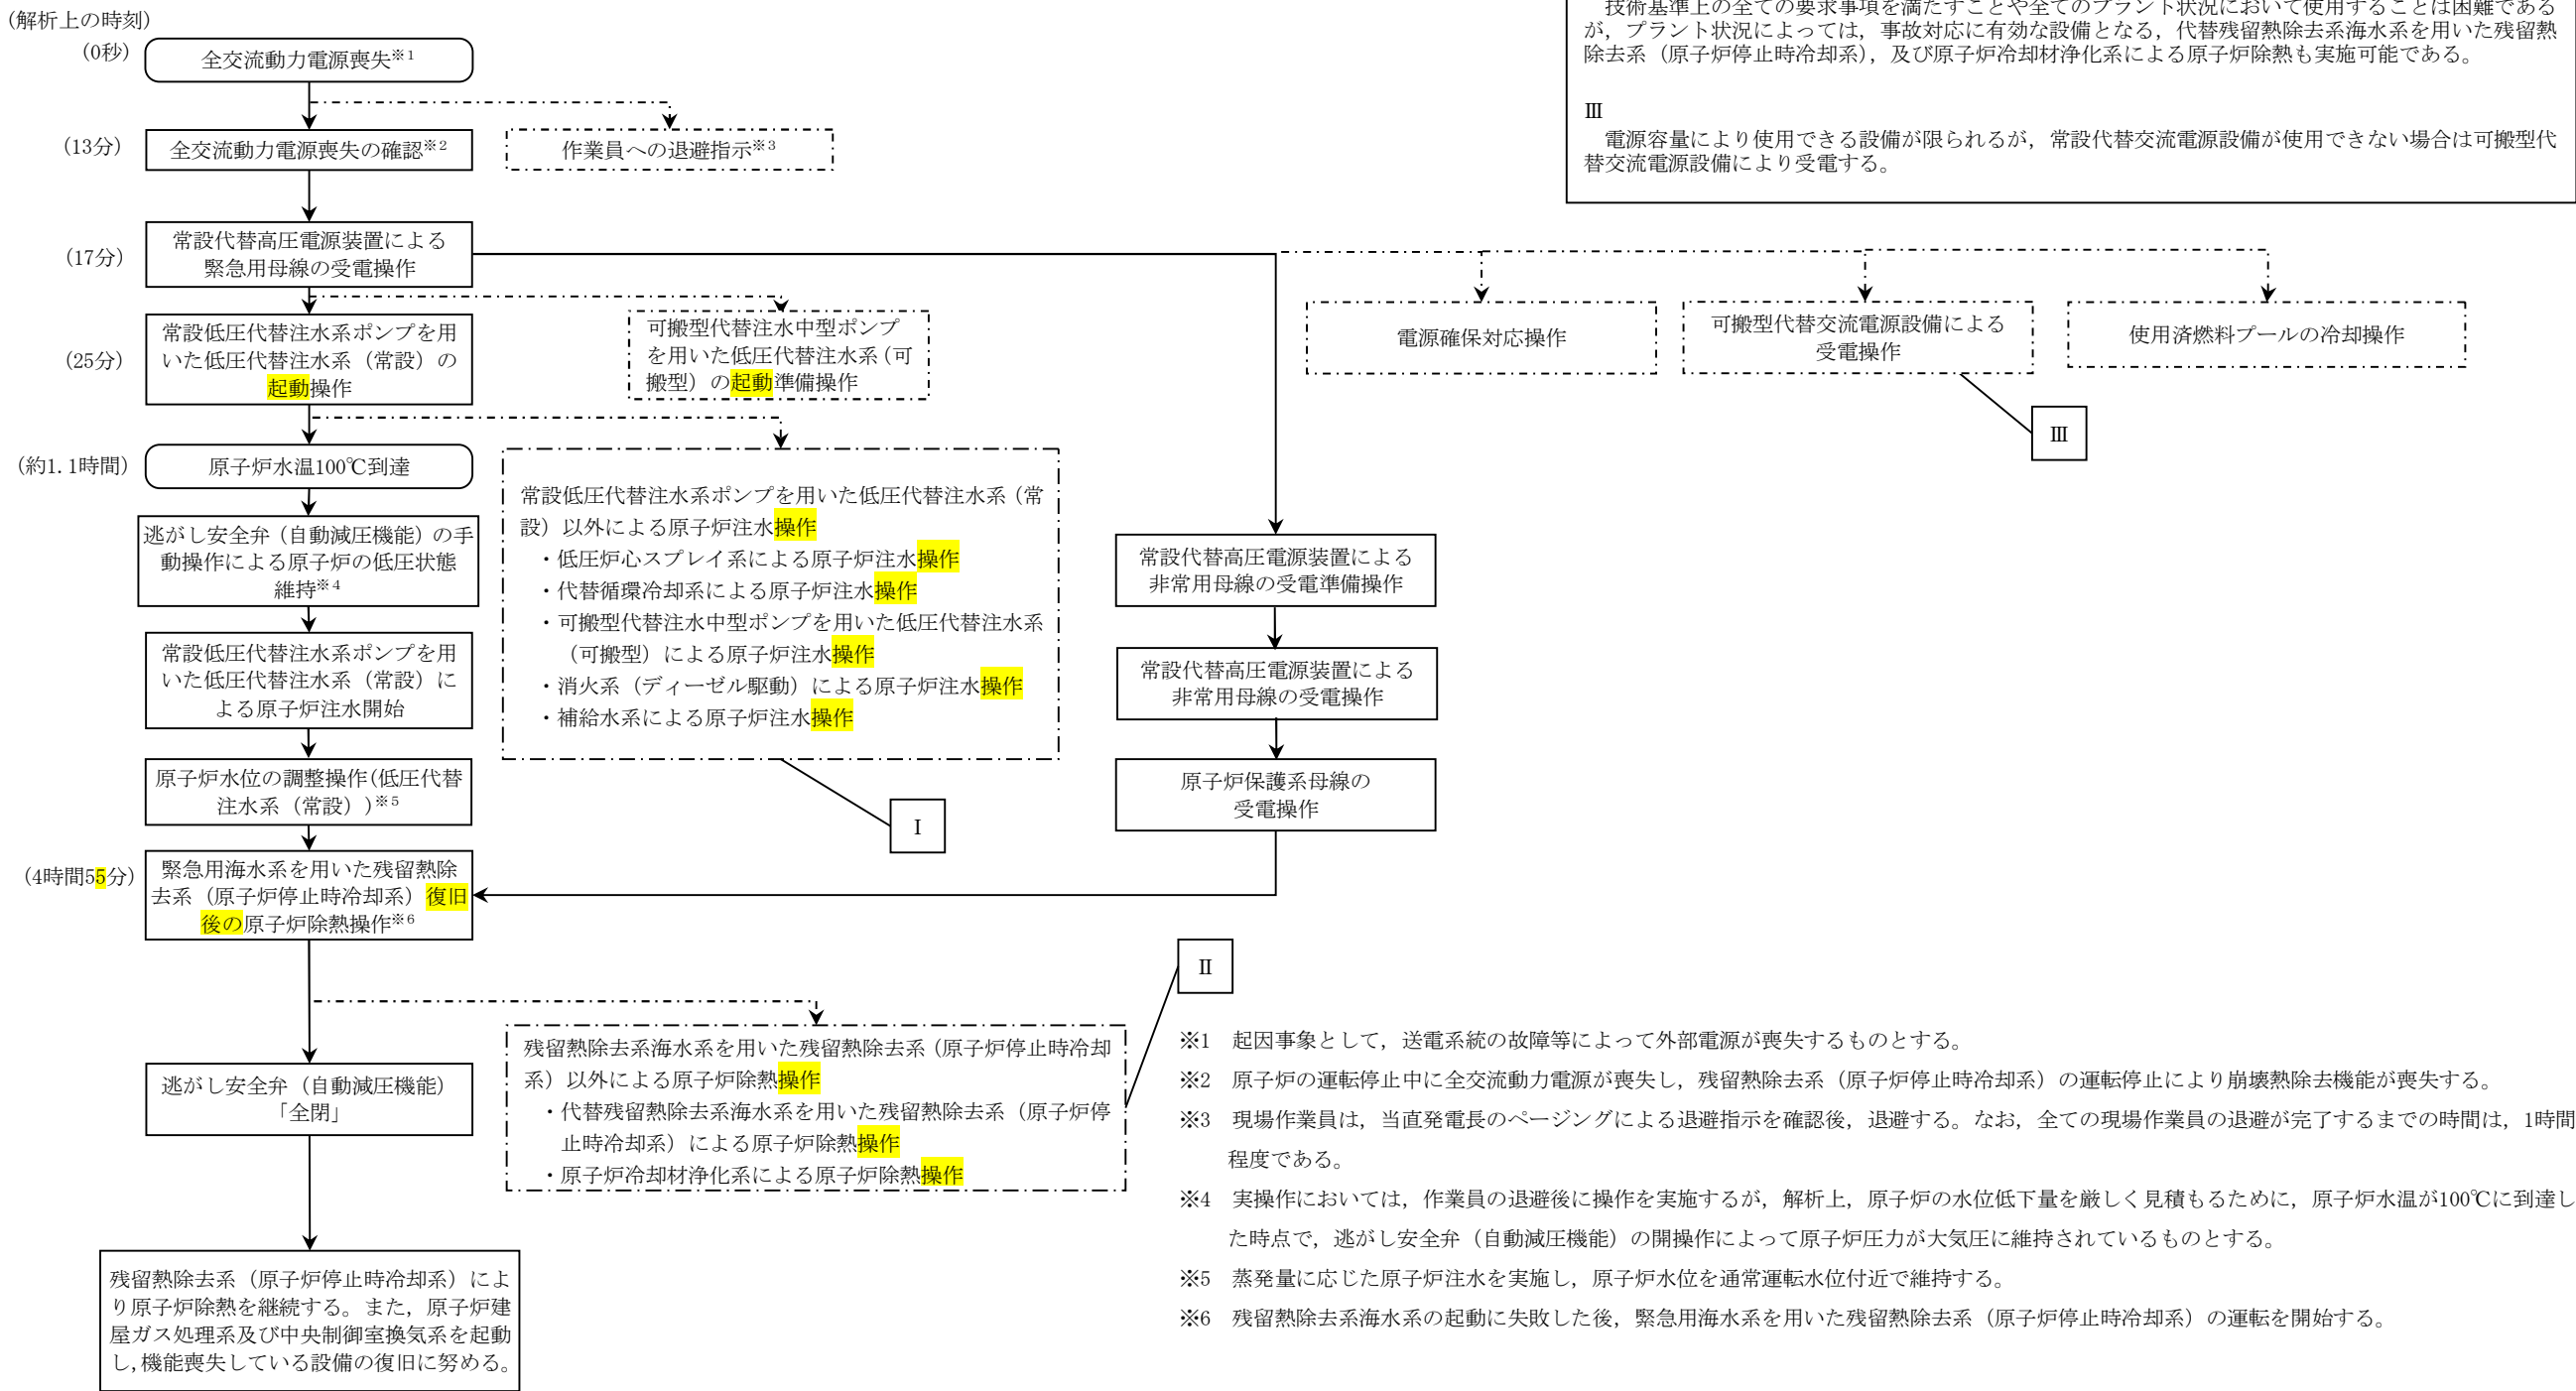 (解析上の時刻)
技術基準上の全ての要求事項を満たすことや全てのプラント状況において使用することは困難である
が，プラント状況によっては，事故対応に有効な設備となる，代替残留熱除去系海水系を用いた残留熱
除去系（原子炉停止時冷却系），及び原子炉冷却材浄化系による原子炉除熱も実施可能である。
Ⅲ
電源容量により使用できる設備が限られるが，常設代替交流電源設備が使用できない場合は可搬型代
替交流電源設備により受電する。
(0秒)
全交流動力電源喪失※1
(13分)
全交流動力電源喪失の確認※2
作業員への退避指示※3
(17分)
常設代替高圧電源装置による
緊急用母線の受電操作
(25分)
常設低圧代替注水系ポンプを用
いた低圧代替注水系（常設）の
起動操作
可搬型代替注水中型ポンプ
を用いた低圧代替注水系（可
搬型）の起動準備操作
電源確保対応操作
可搬型代替交流電源設備による
受電操作
使用済燃料プールの冷却操作
Ⅲ
(約1.1時間)
原子炉水温100℃到達
逃がし安全弁（自動減圧機能）の手
動操作による原子炉の低圧状態
維持※4
常設低圧代替注水系ポンプを用
いた低圧代替注水系（常設）に
よる原子炉注水開始
原子炉水位の調整操作（低圧代替
注水系（常設））※5
常設低圧代替注水系ポンプを用いた低圧代替注水系（常
設）以外による原子炉注水操作
・低圧炉心スプレイ系による原子炉注水操作
・代替循環冷却系による原子炉注水操作
・可搬型代替注水中型ポンプを用いた低圧代替注水系
（可搬型）による原子炉注水操作
・消火系（ディーゼル駆動）による原子炉注水操作
・補給水系による原子炉注水操作
Ⅰ
常設代替高圧電源装置による
非常用母線の受電準備操作
常設代替高圧電源装置による
非常用母線の受電操作
原子炉保護系母線の
受電操作
(4時間55分)
緊急用海水系を用いた残留熱除
去系（原子炉停止時冷却系）復旧
後の原子炉除熱操作※6
Ⅱ
残留熱除去系海水系を用いた残留熱除去系（原子炉停止時冷却
系）以外による原子炉除熱操作
・代替残留熱除去系海水系を用いた残留熱除去系（原子炉停
止時冷却系）による原子炉除熱操作
・原子炉冷却材浄化系による原子炉除熱操作
逃がし安全弁（自動減圧機能）
「全閉」
残留熱除去系（原子炉停止時冷却系）によ
り原子炉除熱を継続する。また，原子炉建
屋ガス処理系及び中央制御室換気系を起動
し，機能喪失している設備の復旧に努める。
※1　起因事象として，送電系統の故障等によって外部電源が喪失するものとする。
※2　原子炉の運転停止中に全交流動力電源が喪失し，残留熱除去系（原子炉停止時冷却系）の運転停止により崩壊熱除去機能が喪失する。
※3　現場作業員は，当直発電長のページングによる退避指示を確認後，退避する。なお，全ての現場作業員の退避が完了するまでの時間は，1時間
程度である。
※4　実操作においては，作業員の退避後に操作を実施するが，解析上，原子炉の水位低下量を厳しく見積もるために，原子炉水温が100℃に到達し
た時点で，逃がし安全弁（自動減圧機能）の開操作によって原子炉圧力が大気圧に維持されているものとする。
※5　蒸発量に応じた原子炉注水を実施し，原子炉水位を通常運転水位付近で維持する。
※6　残留熱除去系海水系の起動に失敗した後，緊急用海水系を用いた残留熱除去系（原子炉停止時冷却系）の運転を開始する。